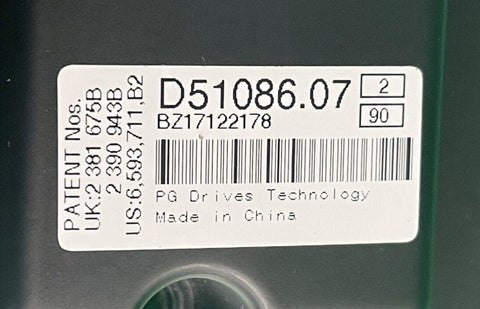 PATENT Nos.
UK:2 381 675B
2 390 943B
US:6,593,711,B2
D51086.07
2
BZ17122178
90
PG Drives Technology
Made in China